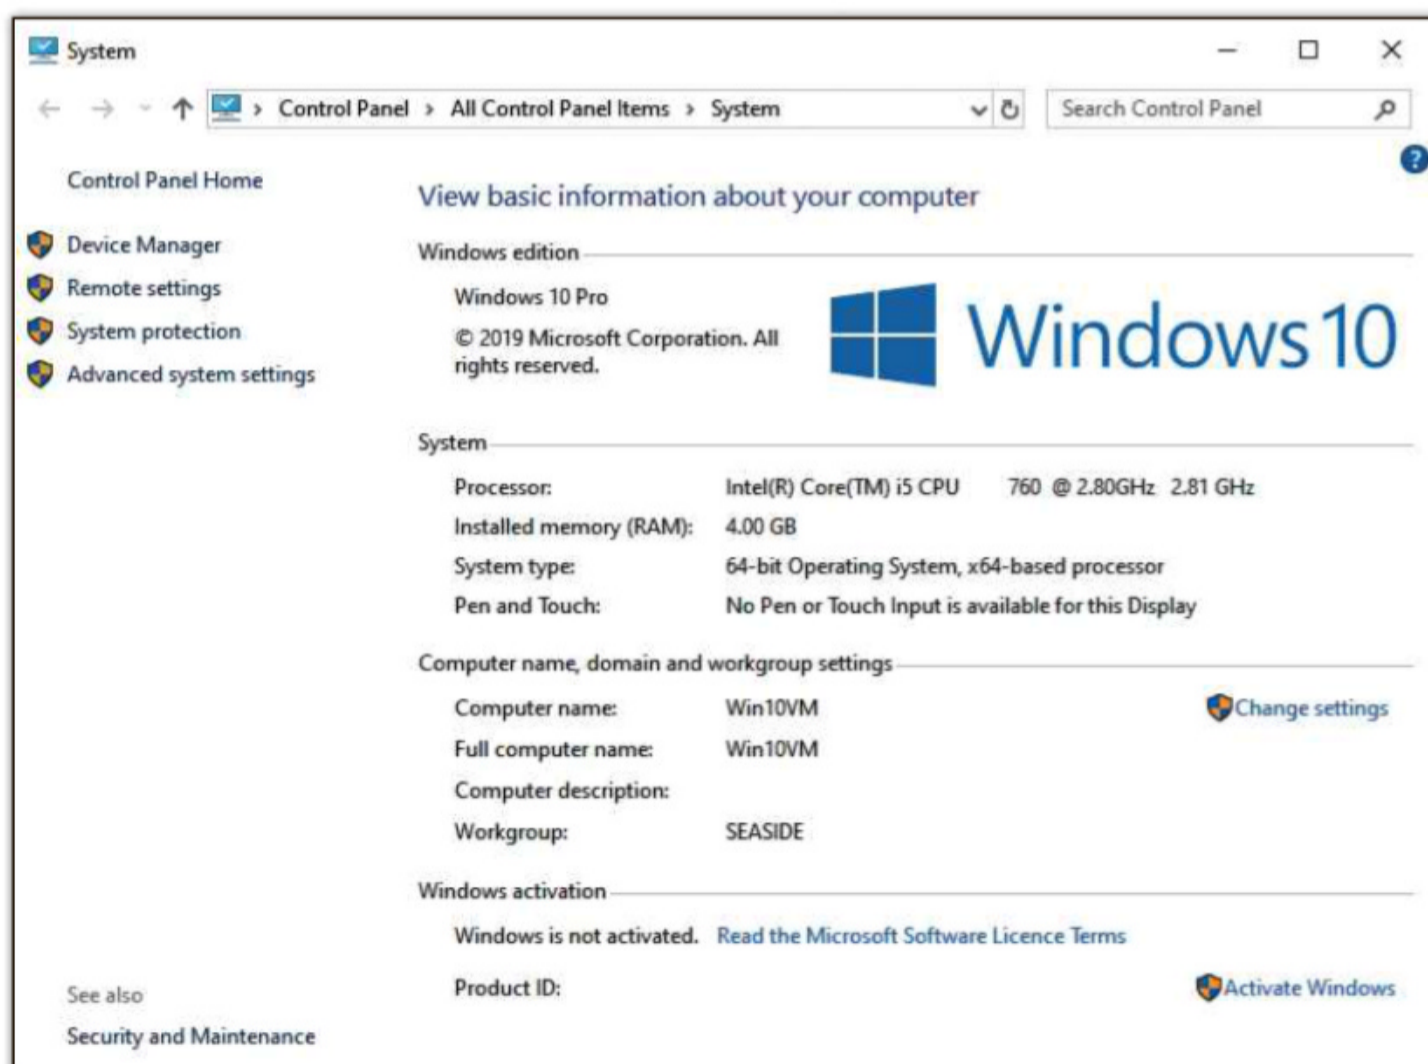 System
Control Panel > All Control Panel Items > System
Search Control Panel
?
Control Panel Home
Device Manager
Remote settings
System protection
Advanced system settings
See also
Security and Maintenance
View basic information about your computer
Windows edition
Windows 10 Pro
© 2019 Microsoft Corporation. All
rights reserved.
Windows 10
System
Processor: Intel(R) Core(TM) i5 CPU 760 @ 2.80GHz 2.81 GHz
Installed memory (RAM): 4.00 GB
System type: 64-bit Operating System, x64-based processor
Pen and Touch: No Pen or Touch Input is available for this Display
Computer name, domain and workgroup settings
Computer name: Win10VM
Change settings
Full computer name: Win10VM
Computer description:
Workgroup: SEASIDE
Windows activation
Windows is not activated. Read the Microsoft Software Licence Terms
Product ID:
Activate Windows